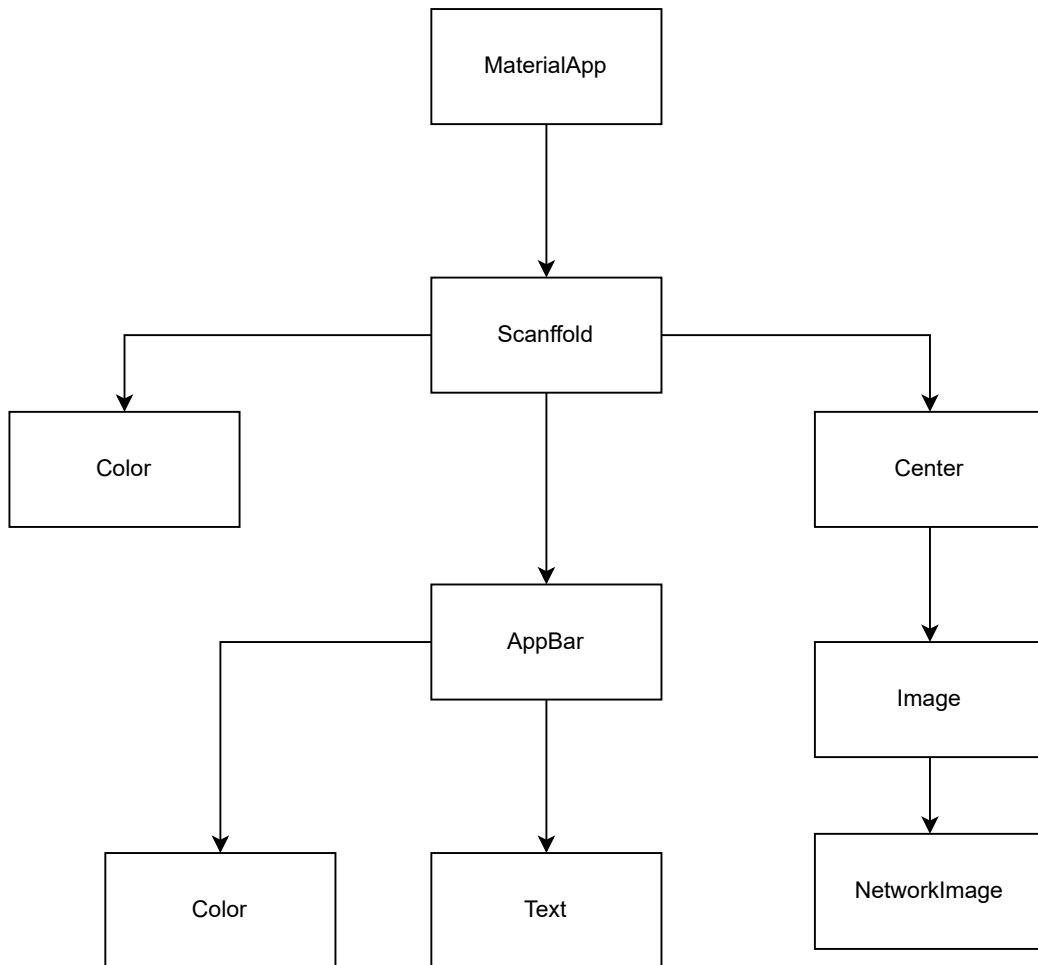 MaterialApp
Scanffold
Color
Center
AppBar
Image
Color
Text
NetworkImage